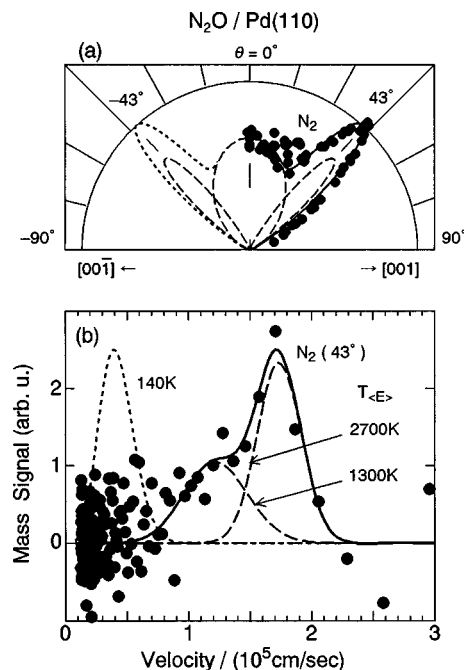 N₂O / Pd(110)
(a)
θ = 0°
−43°
43°
N₂
−90°
90°
[001̄] ←
→ [001]
(b)
140K
N₂ (43°)
T<E>
2700K
1300K
2
1
0
0
1
2
3
Mass Signal (arb. u.)
Velocity / (10⁵cm/sec)